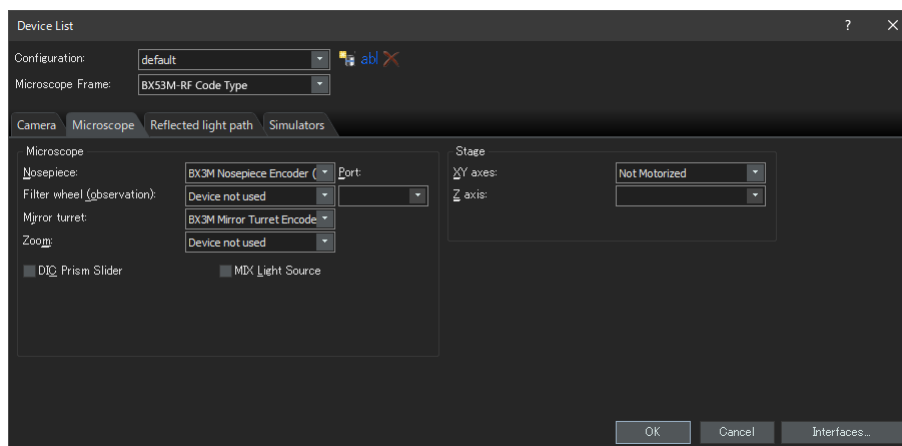 Device List
?
Configuration:
default
abl
Microscope Frame:
BX53M-RF Code Type
Camera
Microscope
Reflected light path
Simulators
Microscope
Nosepiece:
BX3M Nosepiece Encoder (
Port:
Filter wheel (observation):
Device not used
Mirror turret:
BX3M Mirror Turret Encode
Zoom:
Device not used
DIC Prism Slider
MIX Light Source
Stage
XY axes:
Not Motorized
Z axis:
OK
Cancel
Interfaces...